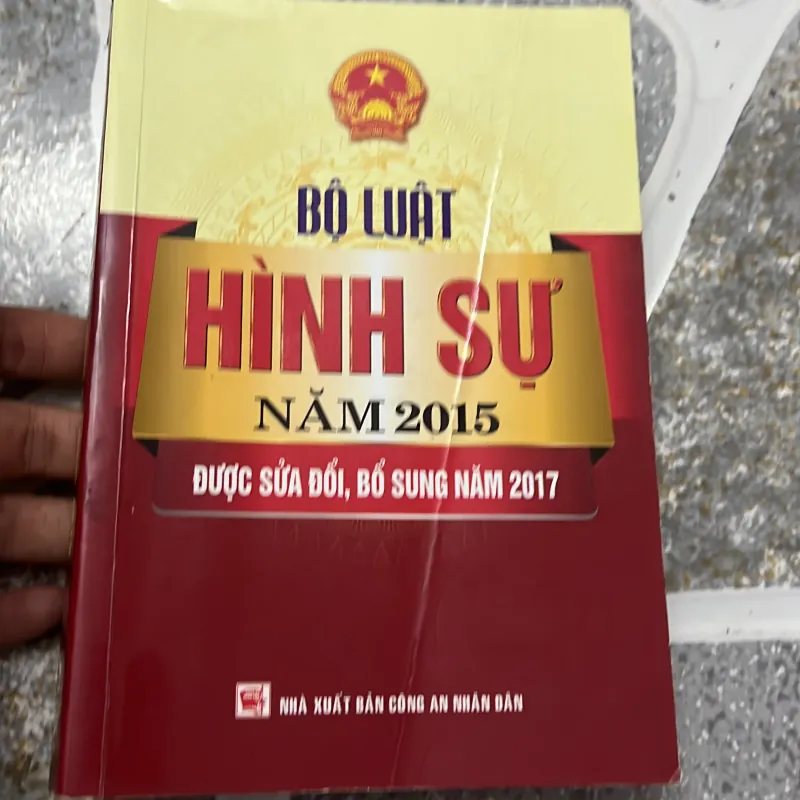 BỘ LUẬT
HÌNH SỰ
NĂM 2015
ĐƯỢC SỬA ĐỔI, BỔ SUNG NĂM 2017
NHÀ XUẤT BẢN CÔNG AN NHÂN DÂN